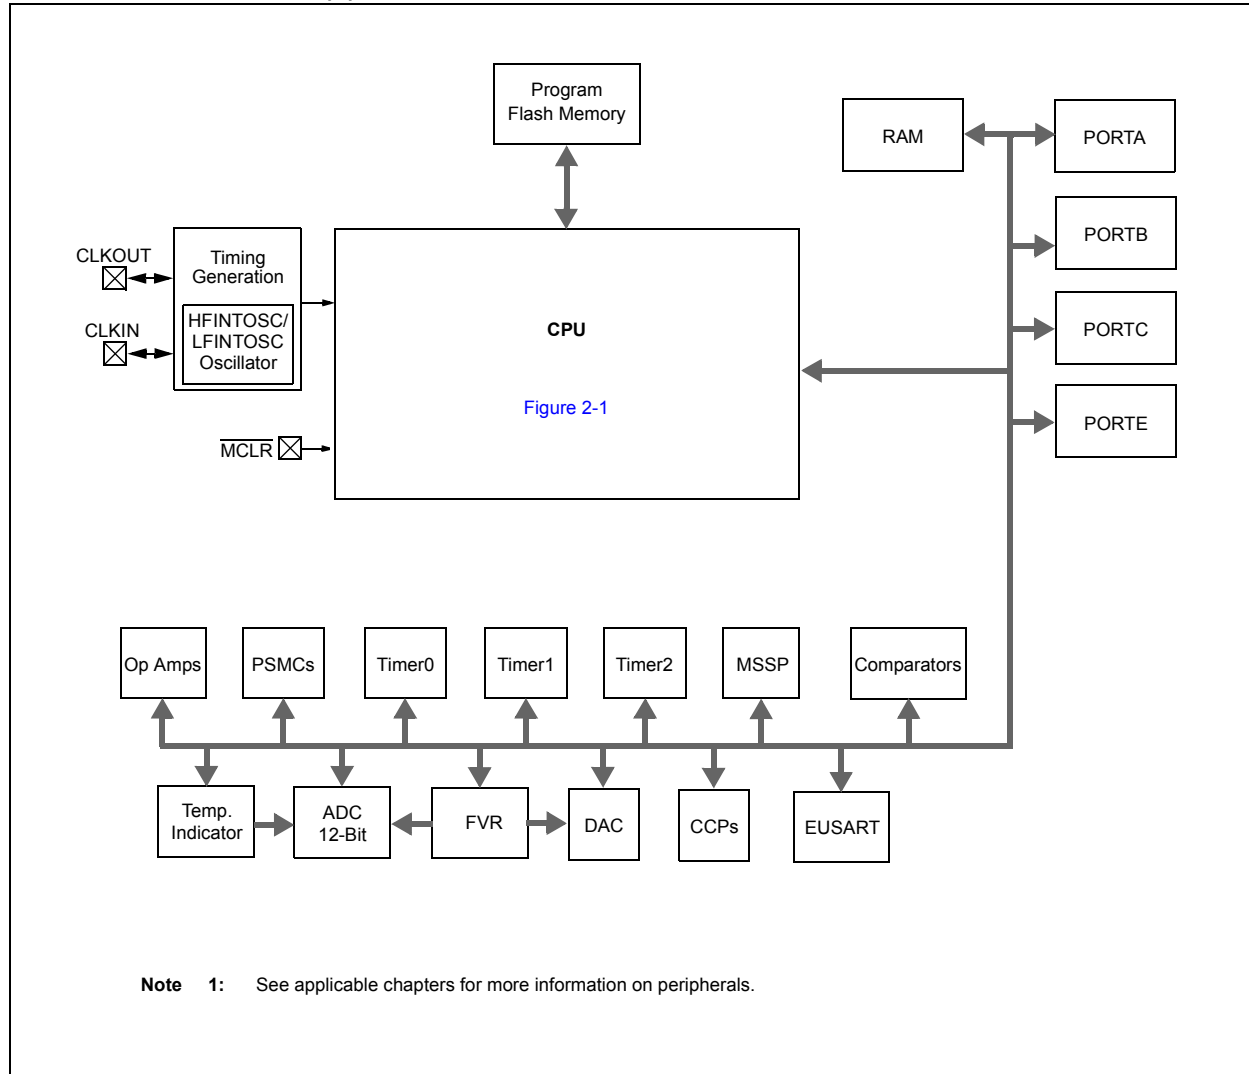 Program
Flash Memory
RAM
PORTA
PORTB
CLKOUT
Timing
Generation
HFINTOSC/
LFINTOSC
Oscillator
CLKIN
CPU
PORTC
Figure 2-1
PORTE
MCLR
Op Amps
PSMCs
Timer0
Timer1
Timer2
MSSP
Comparators
Temp.
Indicator
ADC
12-Bit
FVR
DAC
CCPs
EUSART
Note 1: See applicable chapters for more information on peripherals.